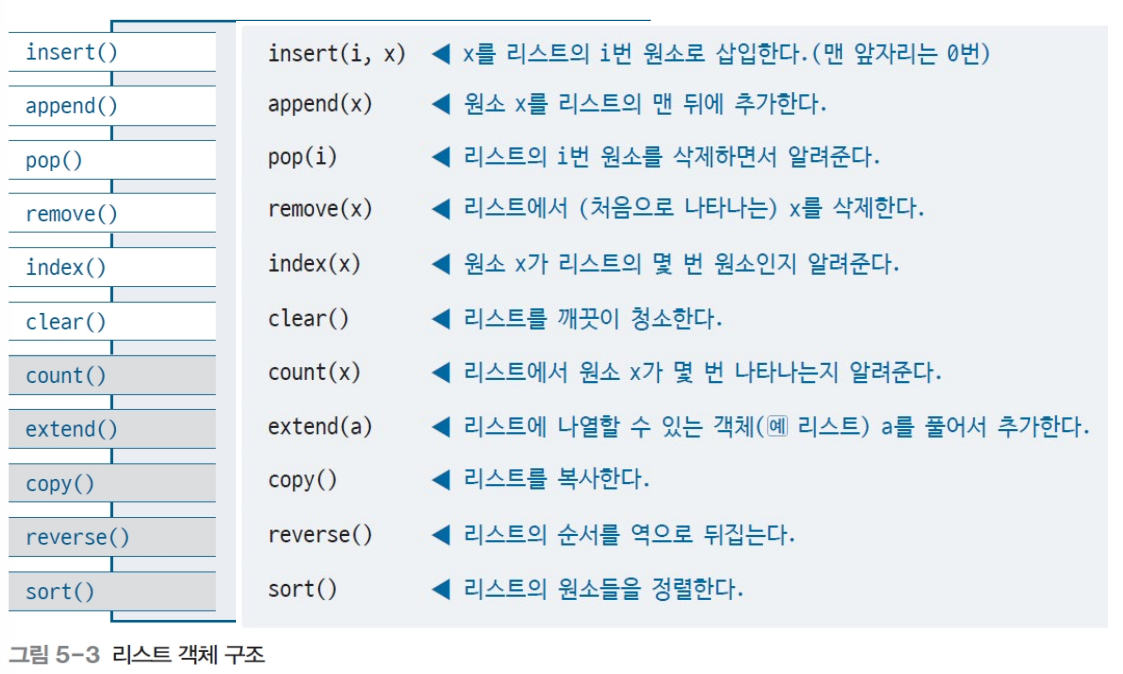 insert() insert(i, x) ◀ x를 리스트의 i번 원소로 삽입한다.(맨 앞자리는 0번)
append() append(x) ◀ 원소 x를 리스트의 맨 뒤에 추가한다.
pop() pop(i) ◀ 리스트의 i번 원소를 삭제하면서 알려준다.
remove() remove(x) ◀ 리스트에서 (처음으로 나타나는) x를 삭제한다.
index() index(x) ◀ 원소 x가 리스트의 몇 번 원소인지 알려준다.
clear() clear() ◀ 리스트를 깨끗이 청소한다.
count() count(x) ◀ 리스트에서 원소 x가 몇 번 나타나는지 알려준다.
extend() extend(a) ◀ 리스트에 나열할 수 있는 객체(예 리스트) a를 풀어서 추가한다.
copy() copy() ◀ 리스트를 복사한다.
reverse() reverse() ◀ 리스트의 순서를 역으로 뒤집는다.
sort() sort() ◀ 리스트의 원소들을 정렬한다.
그림 5-3 리스트 객체 구조